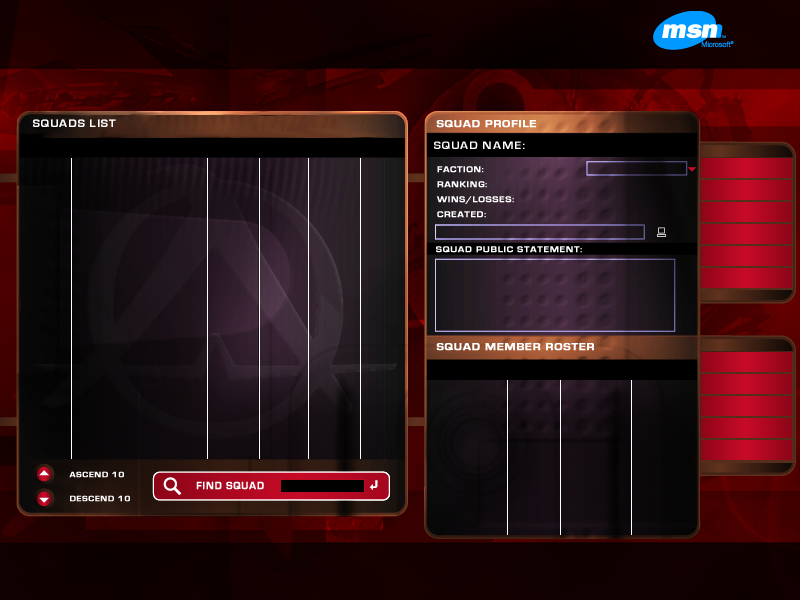 msn
Microsoft®
SQUADS LIST
ASCEND 10
DESCEND 10
FIND SQUAD
SQUAD PROFILE
SQUAD NAME:
FACTION:
RANKING:
WINS/LOSSES:
CREATED:
SQUAD PUBLIC STATEMENT:
SQUAD MEMBER ROSTER